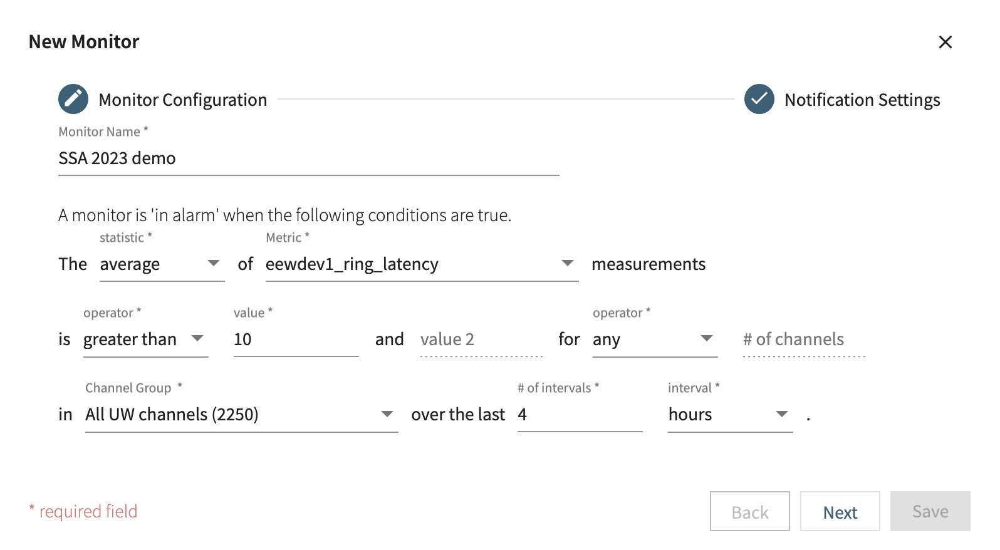 New Monitor
Monitor Configuration Notification Settings
Monitor Name *
SSA 2023 demo
A monitor is 'in alarm' when the following conditions are true.
statistic * Metric *
The average of eewdev1_ring_latency measurements
operator * value * operator *
is greater than 10 and value 2 for any # of channels
Channel Group * # of intervals * interval *
in All UW channels (2250) over the last 4 hours .
* required field Back Next Save